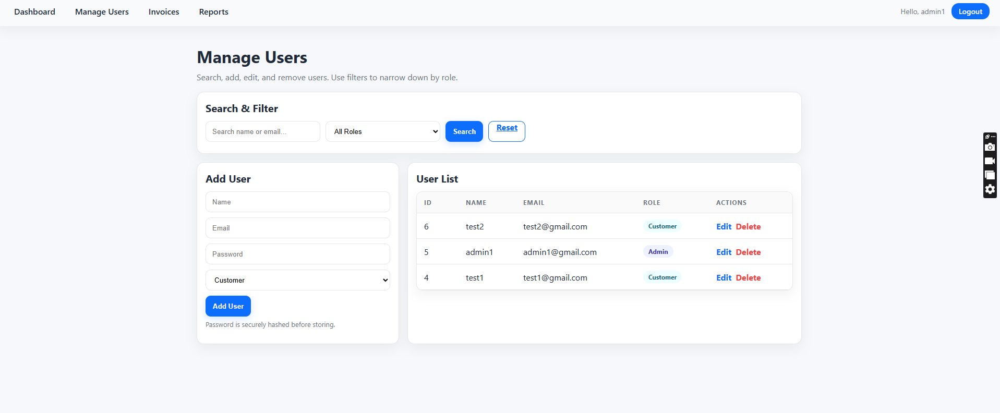 Dashboard Manage Users Invoices Reports Hello, admin1 Logout
Manage Users
Search, add, edit, and remove users. Use filters to narrow down by role.
Search & Filter
Search name or email... All Roles Search Reset
Add User
Name
Email
Password
Customer
Add User
Password is securely hashed before storing.
User List
ID NAME EMAIL ROLE ACTIONS
6 test2 test2@gmail.com Customer Edit Delete
5 admin1 admin1@gmail.com Admin Edit Delete
4 test1 test1@gmail.com Customer Edit Delete